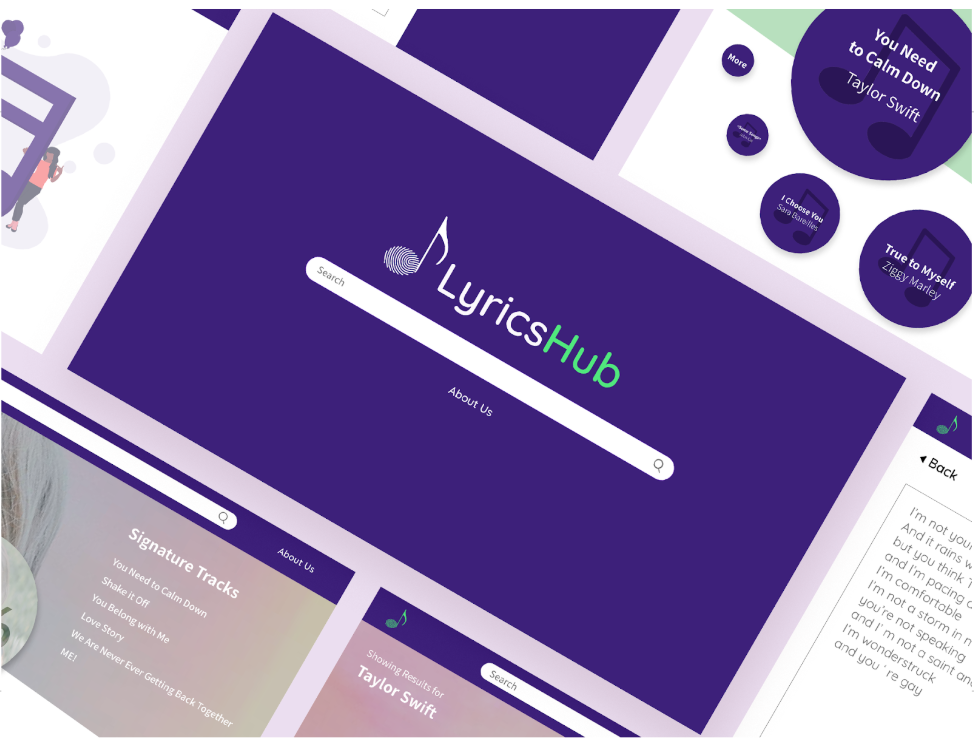 You Need
to Calm Down
Taylor Swift
More
I Choose You
Sara Bareilles
True to Myself
Ziggy Marley
LyricsHub
Search
About Us
Back
I'm not your
And it rains w
but you think
and I'm pacing
I'm comfortable
I'm not a storm in
you're not speaking
and I' m not a saint and
I'm wonderstruck
and you ' re gay
About Us
Signature Tracks
You Need to Calm Down
Shake it Off
You Belong with Me
Love Story
We Are Never Ever Getting Back Together
ME!
Showing Results for
Taylor Swift
Search